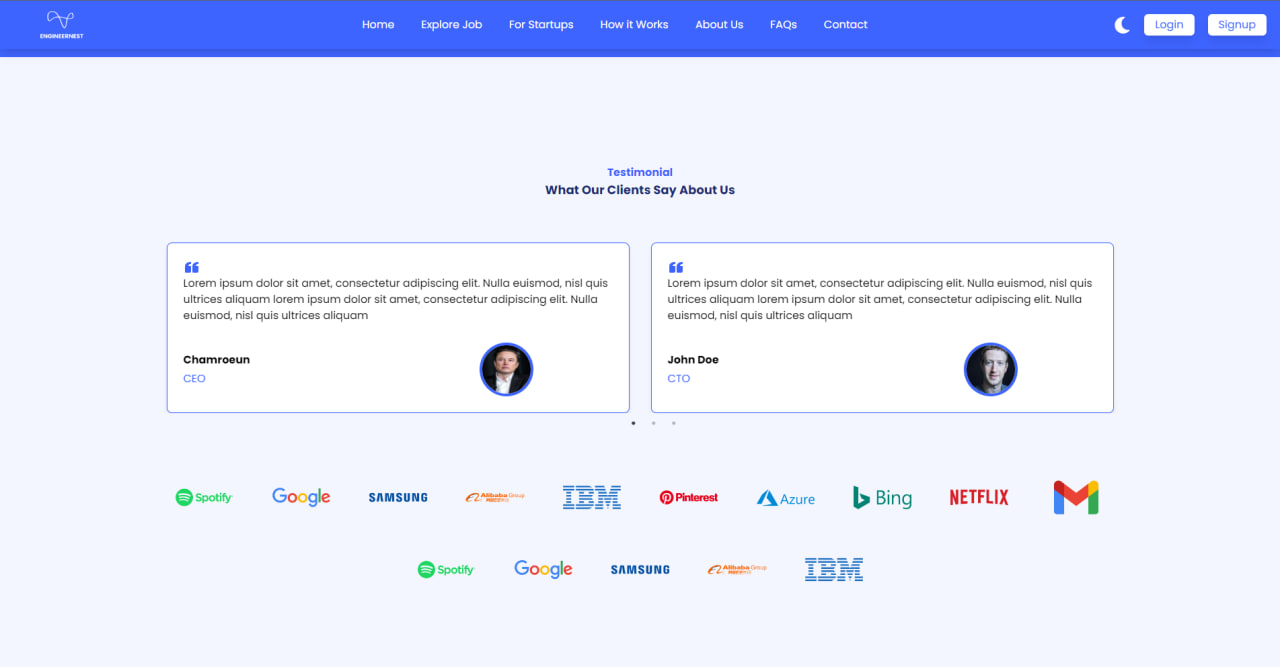 ENGINEERNEST
Home
Explore Job
For Startups
How it Works
About Us
FAQs
Contact
Login
Signup
Testimonial
What Our Clients Say About Us
Lorem ipsum dolor sit amet, consectetur adipiscing elit. Nulla euismod, nisl quis
ultrices aliquam lorem ipsum dolor sit amet, consectetur adipiscing elit. Nulla
euismod, nisl quis ultrices aliquam
Chamroeun
CEO
Lorem ipsum dolor sit amet, consectetur adipiscing elit. Nulla euismod, nisl quis
ultrices aliquam lorem ipsum dolor sit amet, consectetur adipiscing elit. Nulla
euismod, nisl quis ultrices aliquam
John Doe
CTO
Spotify
Google
SAMSUNG
Alibaba Group
IBM
Pinterest
Azure
Bing
NETFLIX
Spotify
Google
SAMSUNG
Alibaba Group
IBM